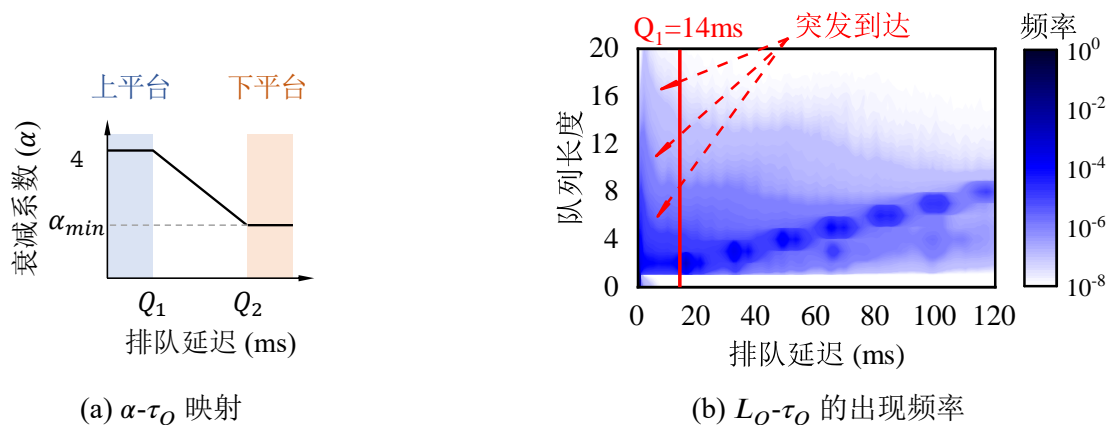 上平台 下平台
衰减系数 (α)
4
α_min
Q₁ Q₂
排队延迟 (ms)
(a) α-τ_Q 映射
Q₁=14ms 突发到达
频率
队列长度
20
16
12
8
4
0
0 20 40 60 80 100 120
排队延迟 (ms)
10⁰
10⁻²
10⁻⁴
10⁻⁶
10⁻⁸
(b) L_Q-τ_Q 的出现频率